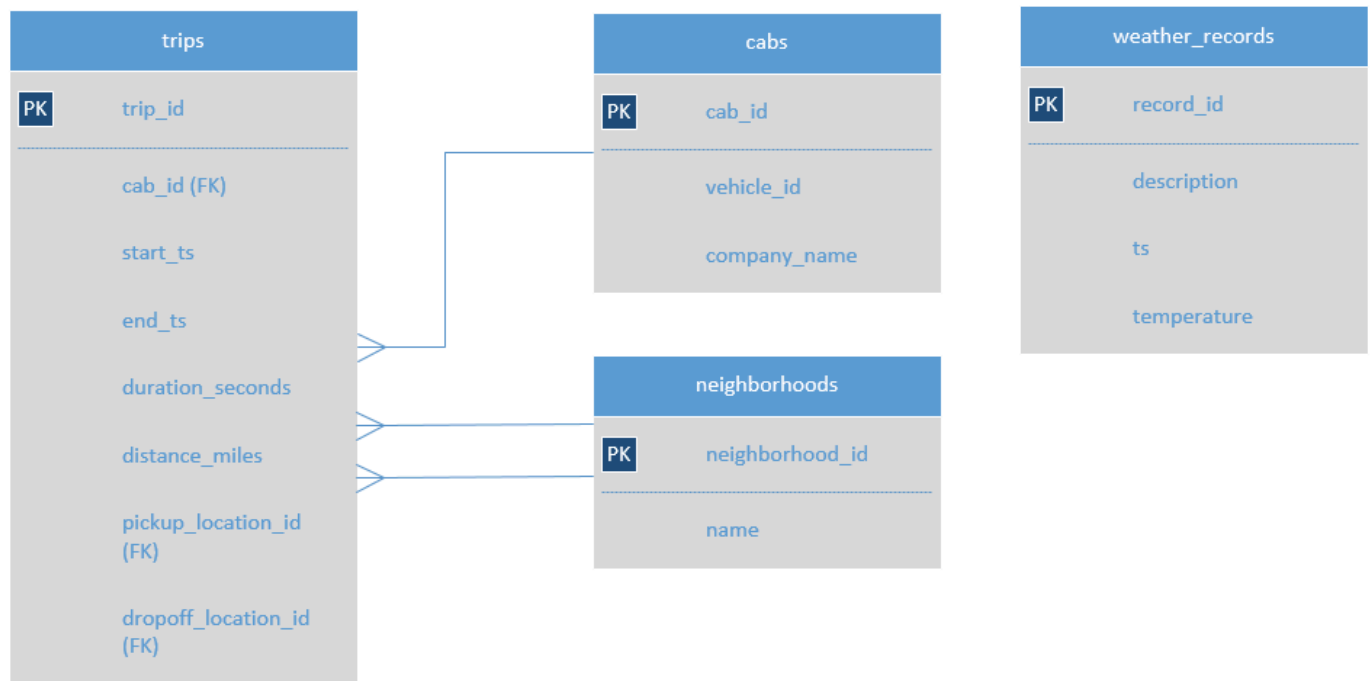 trips
PK trip_id
cab_id (FK)
start_ts
end_ts
duration_seconds
distance_miles
pickup_location_id
(FK)
dropoff_location_id
(FK)
cabs
PK cab_id
vehicle_id
company_name
neighborhoods
PK neighborhood_id
name
weather_records
PK record_id
description
ts
temperature